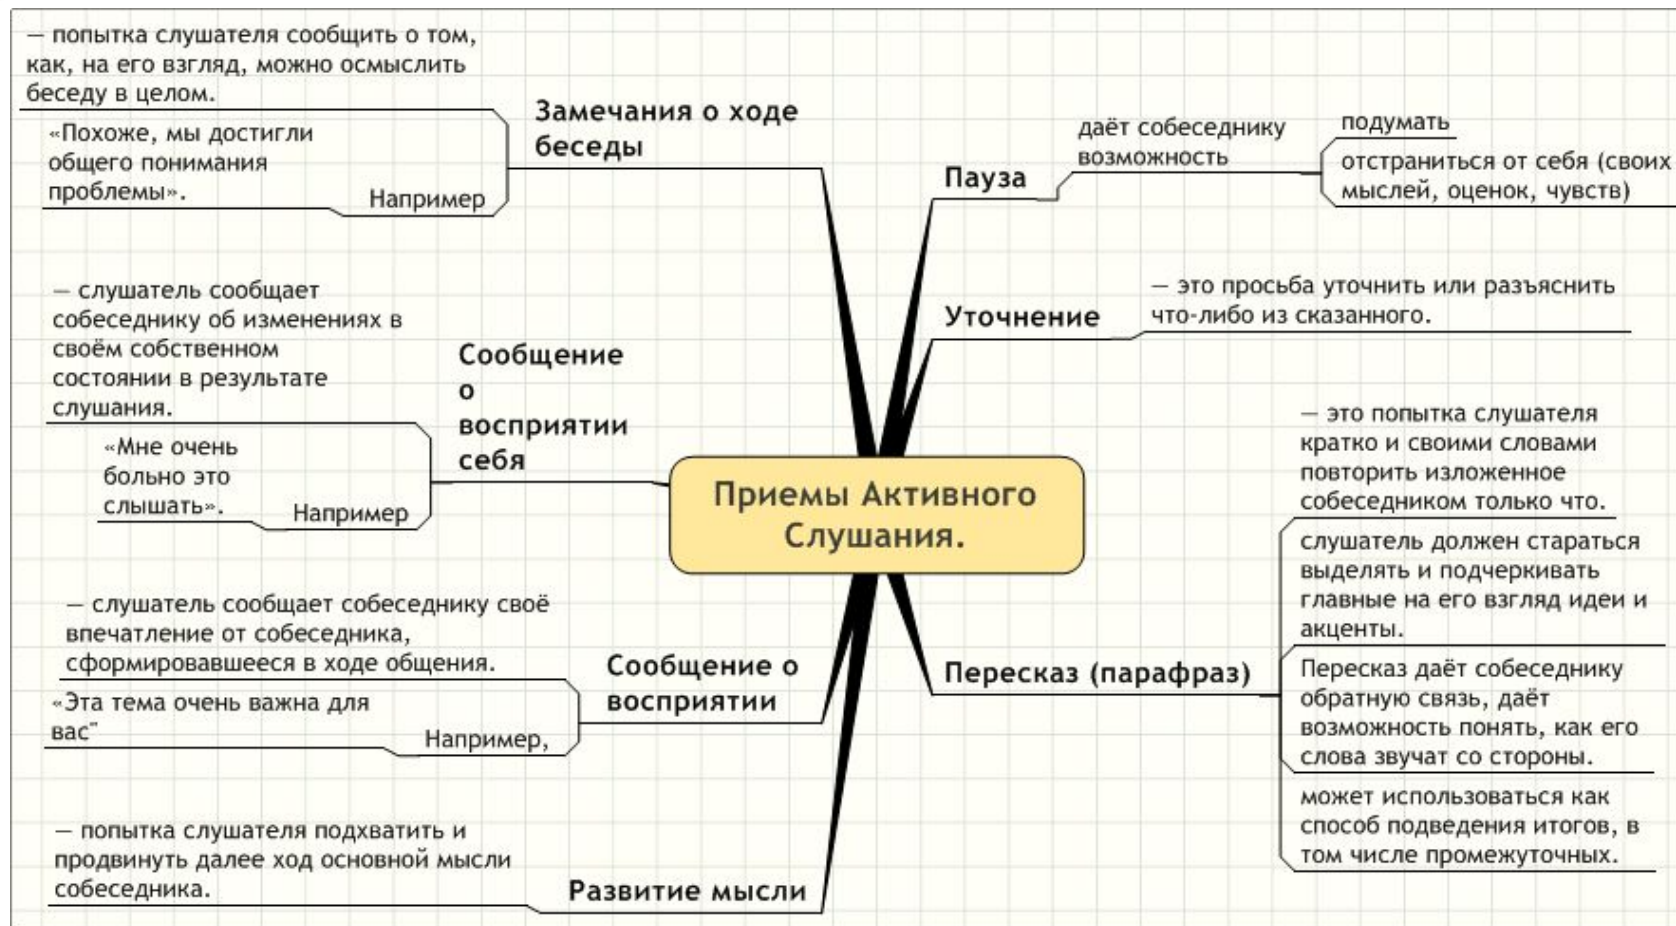 Приемы Активного
Слушания.
Пауза
даёт собеседнику
возможность
подумать
отстраниться от себя (своих
мыслей, оценок, чувств)
Уточнение
— это просьба уточнить или разъяснить
что-либо из сказанного.
Пересказ (парафраз)
— это попытка слушателя
кратко и своими словами
повторить изложенное
собеседником только что.
слушатель должен стараться
выделять и подчеркивать
главные на его взгляд идеи и
акценты.
Пересказ даёт собеседнику
обратную связь, даёт
возможность понять, как его
слова звучат со стороны.
может использоваться как
способ подведения итогов, в
том числе промежуточных.
Развитие мысли
— попытка слушателя подхватить и
продвинуть далее ход основной мысли
собеседника.
Сообщение о
восприятии
— слушатель сообщает собеседнику своё
впечатление от собеседника,
сформировавшееся в ходе общения.
Например,
«Эта тема очень важна для
вас"
Сообщение
о
восприятии
себя
— слушатель сообщает
собеседнику об изменениях в
своём собственном
состоянии в результате
слушания.
Например
«Мне очень
больно это
слышать».
Замечания о ходе
беседы
— попытка слушателя сообщить о том,
как, на его взгляд, можно осмыслить
беседу в целом.
Например
«Похоже, мы достигли
общего понимания
проблемы».